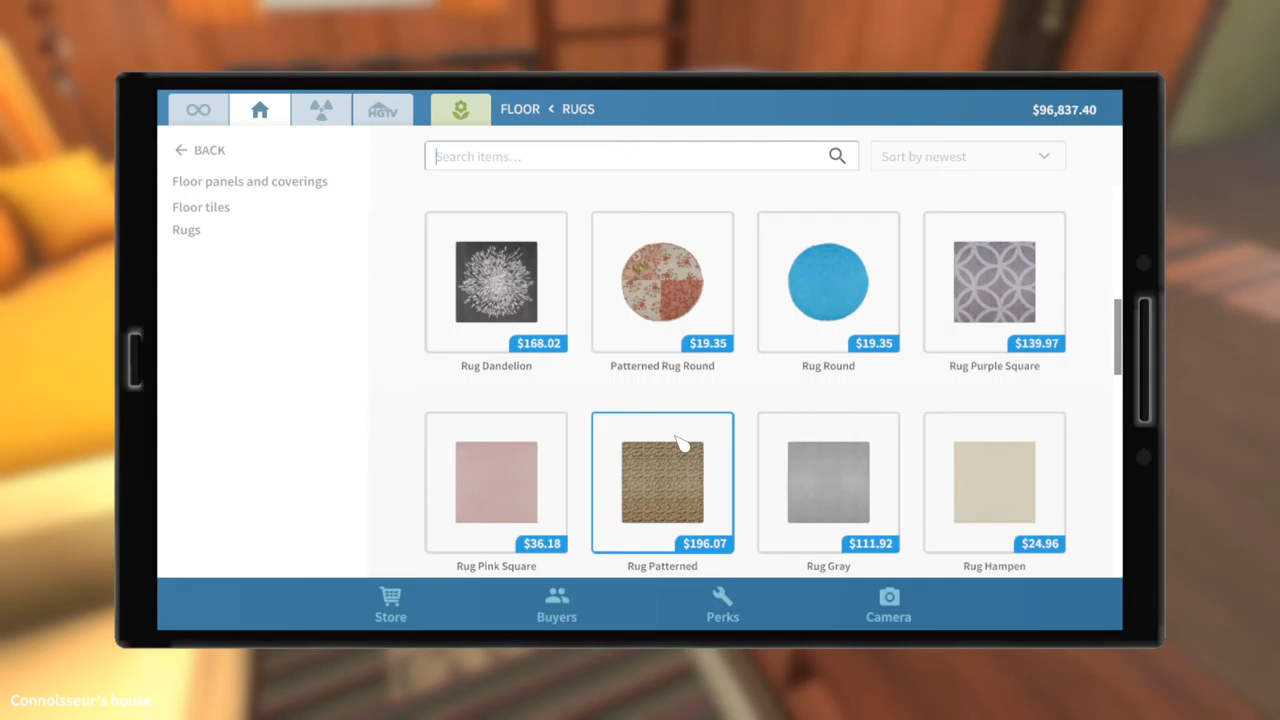 HGTV
FLOOR < RUGS
$96,837.40
BACK
Search items...
Sort by newest
Floor panels and coverings
Floor tiles
Rugs
$168.02
$19.35
$19.35
$139.97
Rug Dandelion
Patterned Rug Round
Rug Round
Rug Purple Square
$36.18
$196.07
$111.92
$24.96
Rug Pink Square
Rug Patterned
Rug Gray
Rug Hampen
Store
Buyers
Perks
Camera
Connoisseur's house